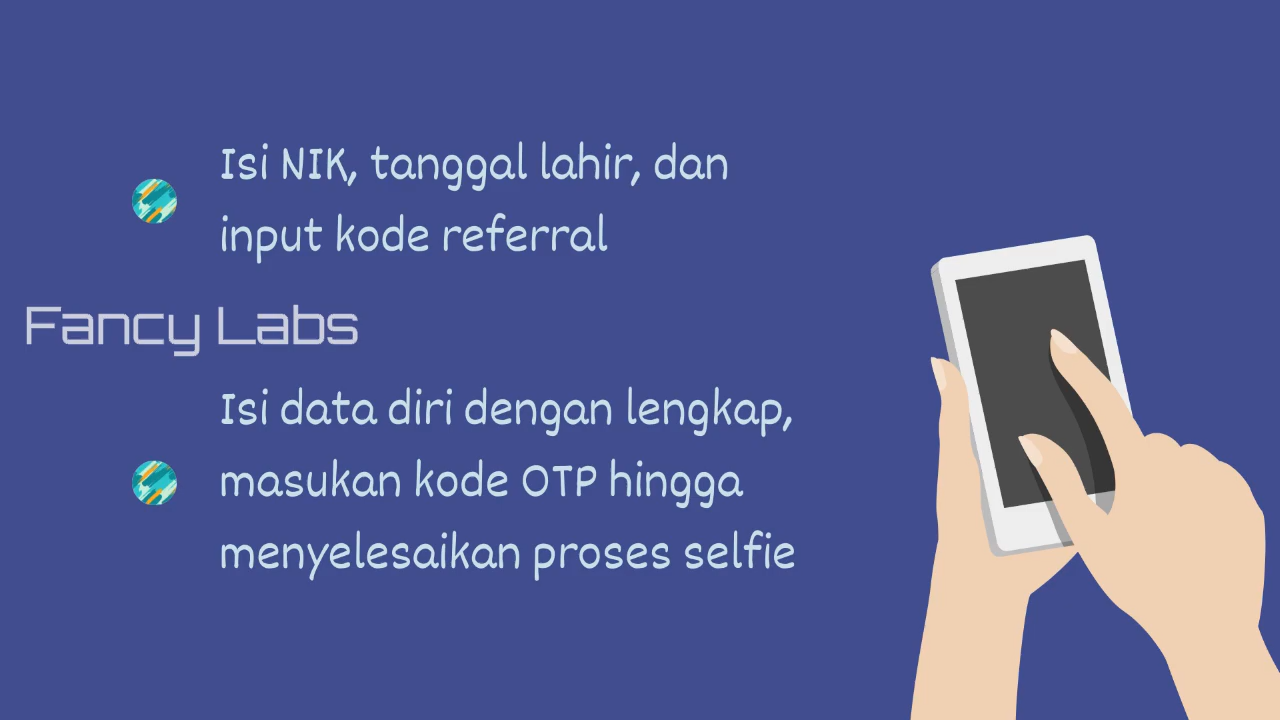 Isi NIK, tanggal lahir, dan
input kode referral
Fancy Labs
Isi data diri dengan lengkap,
masukan kode OTP hingga
menyelesaikan proses selfie